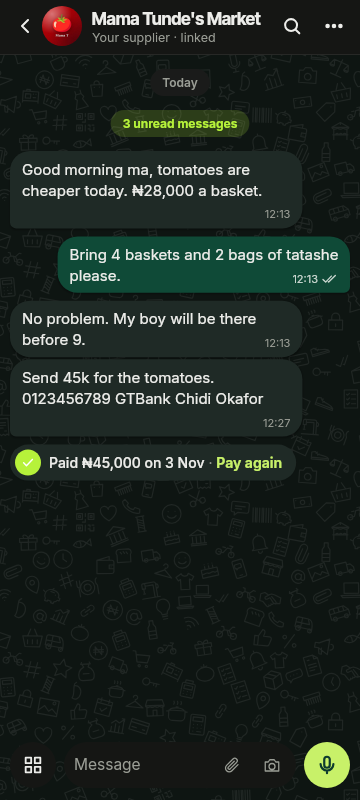 Mama Tunde's Market
Your supplier · linked
Today
3 unread messages
Good morning ma, tomatoes are
cheaper today. ₦28,000 a basket.
12:13
Bring 4 baskets and 2 bags of tatashe
please.
12:13
No problem. My boy will be there
before 9.
12:13
Send 45k for the tomatoes.
0123456789 GTBank Chidi Okafor
12:27
Paid ₦45,000 on 3 Nov · Pay again
Message